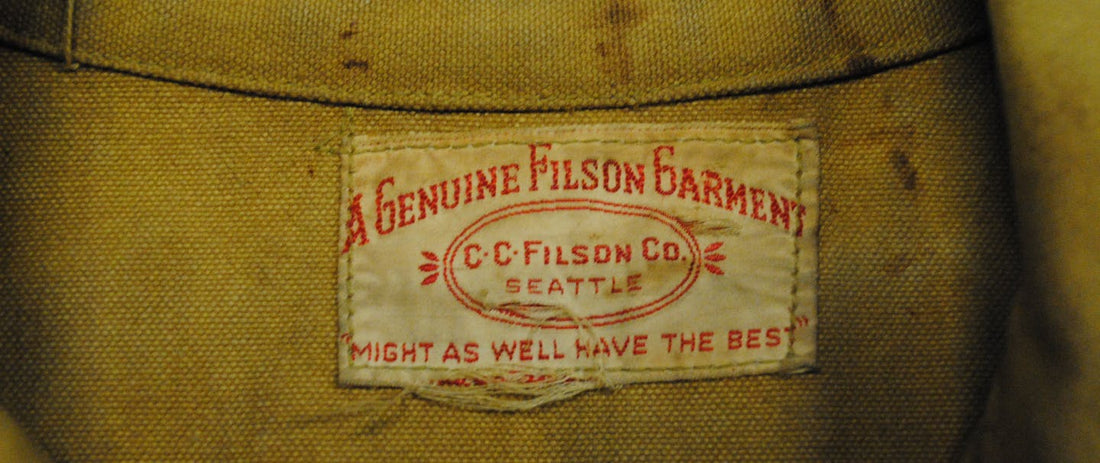 A GENUINE FILSON GARMENT
C·C·FILSON CO.
SEATTLE
"MIGHT AS WELL HAVE THE BEST"